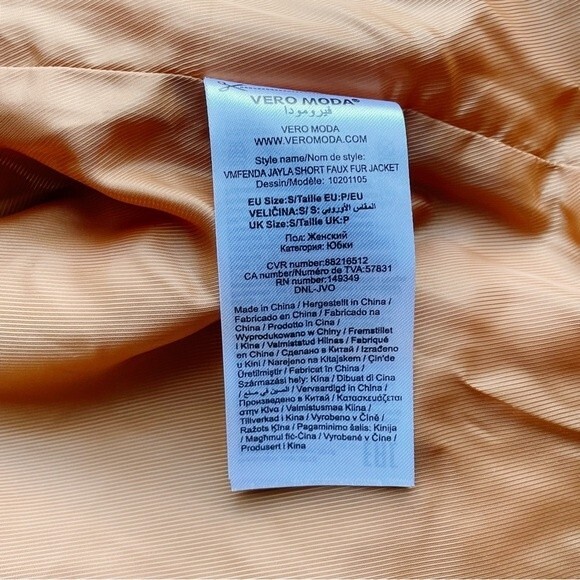 VERO MODA®
فيرومودا
VERO MODA
WWW.VEROMODA.COM
Style name/Nom de style:
VMFENDA JAYLA SHORT FAUX FUR JACKET
Dessin/Modèle: 10201105
EU Size:S/Taille EU:P/EU
VELIČINA:S/ S: المقاس الأوروبي
UK Size:S/Taille UK:P
Пол: Женский
Категория: Юбки
CVR number:88216512
CA number/Numéro de TVA:57831
RN number:149349
DNL-JVO
Made in China / Hergestellt in China /
Fabricado en China / Fabricado na
China / Prodotto in Cina /
Wyprodukowano w Chiny / Fremstillet
i Kina / Valmistatud Hiinas / Fabriqué
en Chine / Сделано в Китай / Izrađeno
u Kini / Narejeno na Kitajskem / Çin'de
Üretilmiştir / Fabricat în China /
Származási hely: Kína / Dibuat di Cina
/ الصين في صنع / Vervaardigd in China /
Произведено в Китай / Κατασκευάζεται
στην Κίνα / Valmistusmaa Kiina /
Tillverkad i Kina / Vyrobeno v Číně /
Ražots Ķīna / Pagaminimo šalis: Kinija
/ Magħmul fiċ-Ċina / Vyrobené v Číne /
Produsert i Kina
EAC